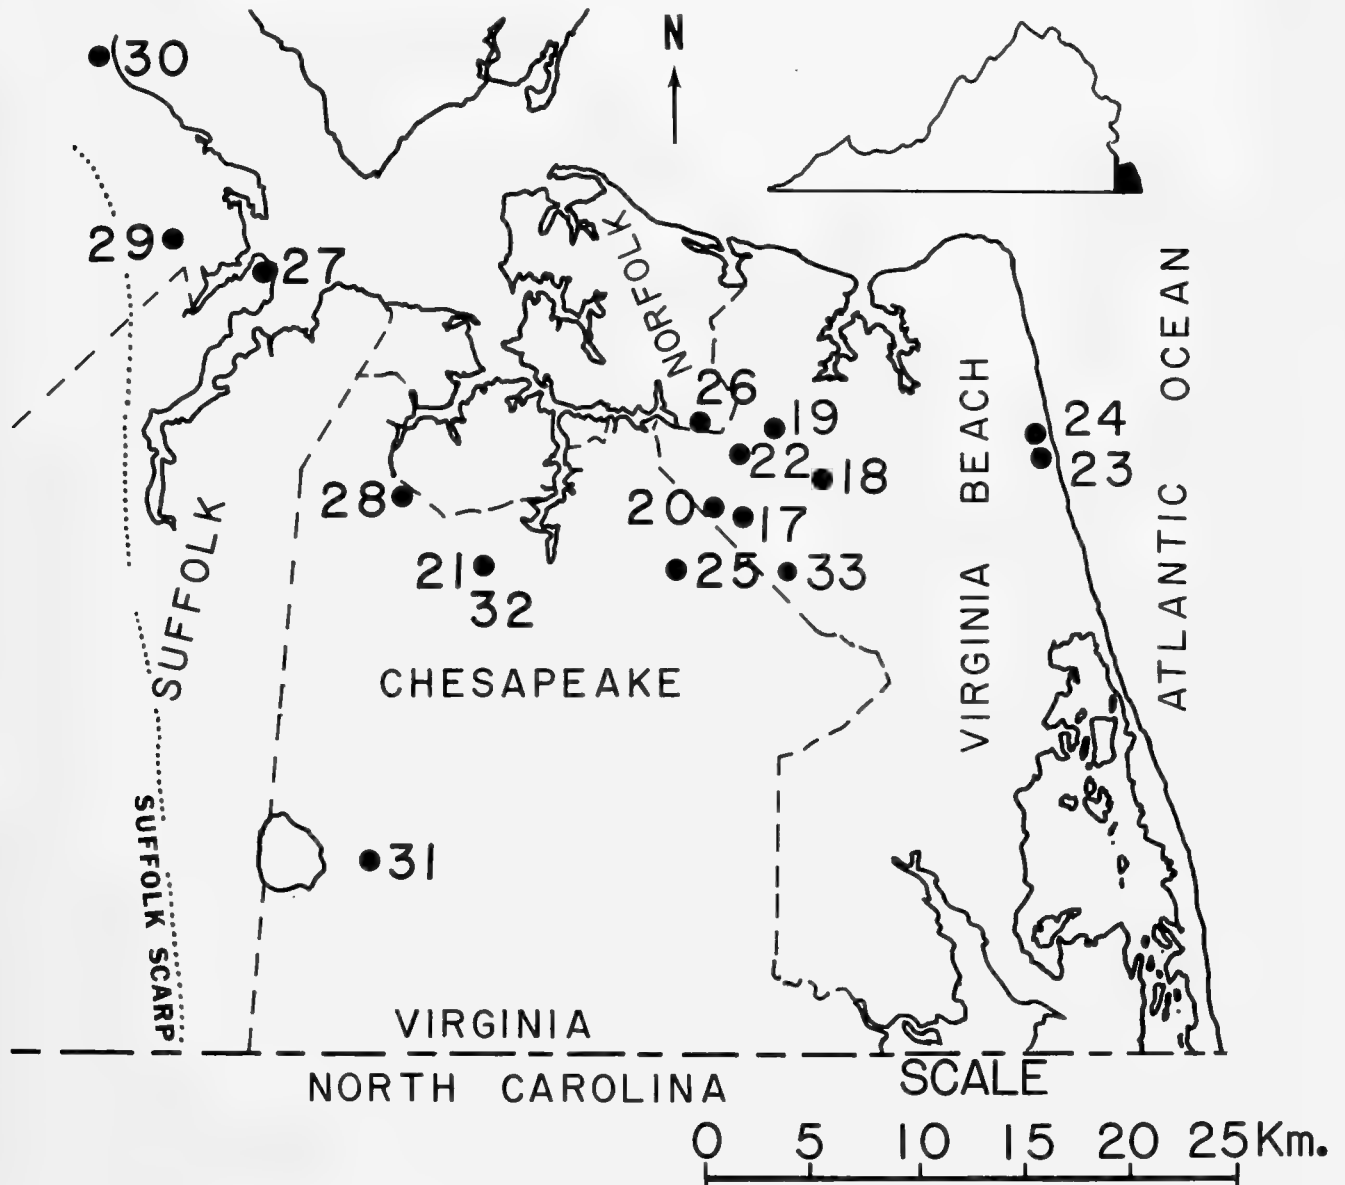 N
30
29
27
NORFOLK
26
19
24
22
18
23
28
20
17
21
25
33
32
SUFFOLK
CHESAPEAKE
VIRGINIA BEACH
ATLANTIC OCEAN
31
SUFFOLK SCARP
VIRGINIA
NORTH CAROLINA
SCALE
0 5 10 15 20 25 Km.